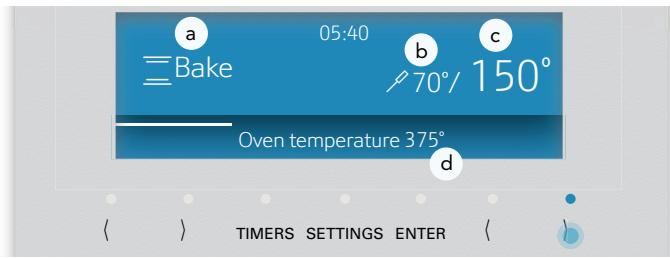 a
05:40
b
c
Bake
70°/ 150°
Oven temperature 375°
d
⟨ ⟩ TIMERS SETTINGS ENTER ⟨ ⟩